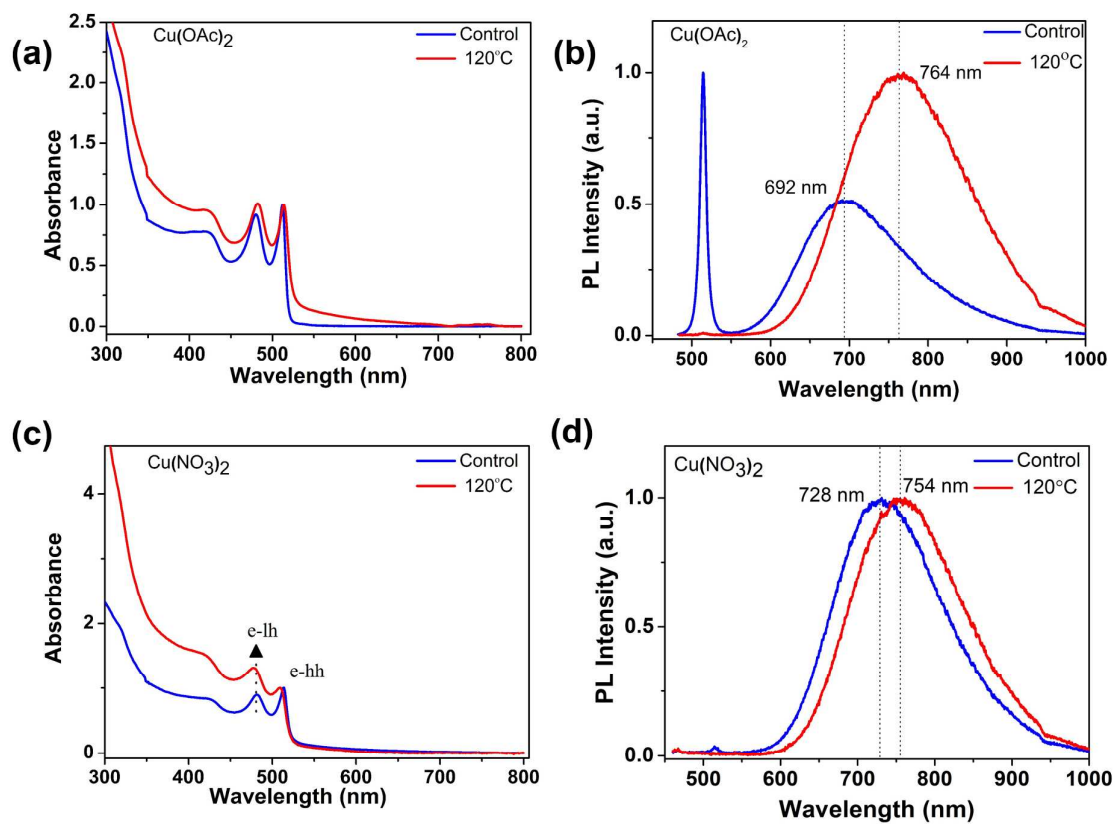 (a)
Cu(OAc)2
Control
120°C
2.5
2.0
1.5
1.0
0.5
0.0
Absorbance
300 400 500 600 700 800
Wavelength (nm)
(b)
Cu(OAc)2
Control
120°C
764 nm
692 nm
1.0
0.5
0.0
PL Intensity (a.u.)
500 600 700 800 900 1000
Wavelength (nm)
(c)
Cu(NO3)2
Control
120°C
4
2
0
e-lh
e-hh
Absorbance
300 400 500 600 700 800
Wavelength (nm)
(d)
Cu(NO3)2
Control
120°C
728 nm
754 nm
1.0
0.5
0.0
PL Intensity (a.u.)
500 600 700 800 900 1000
Wavelength (nm)